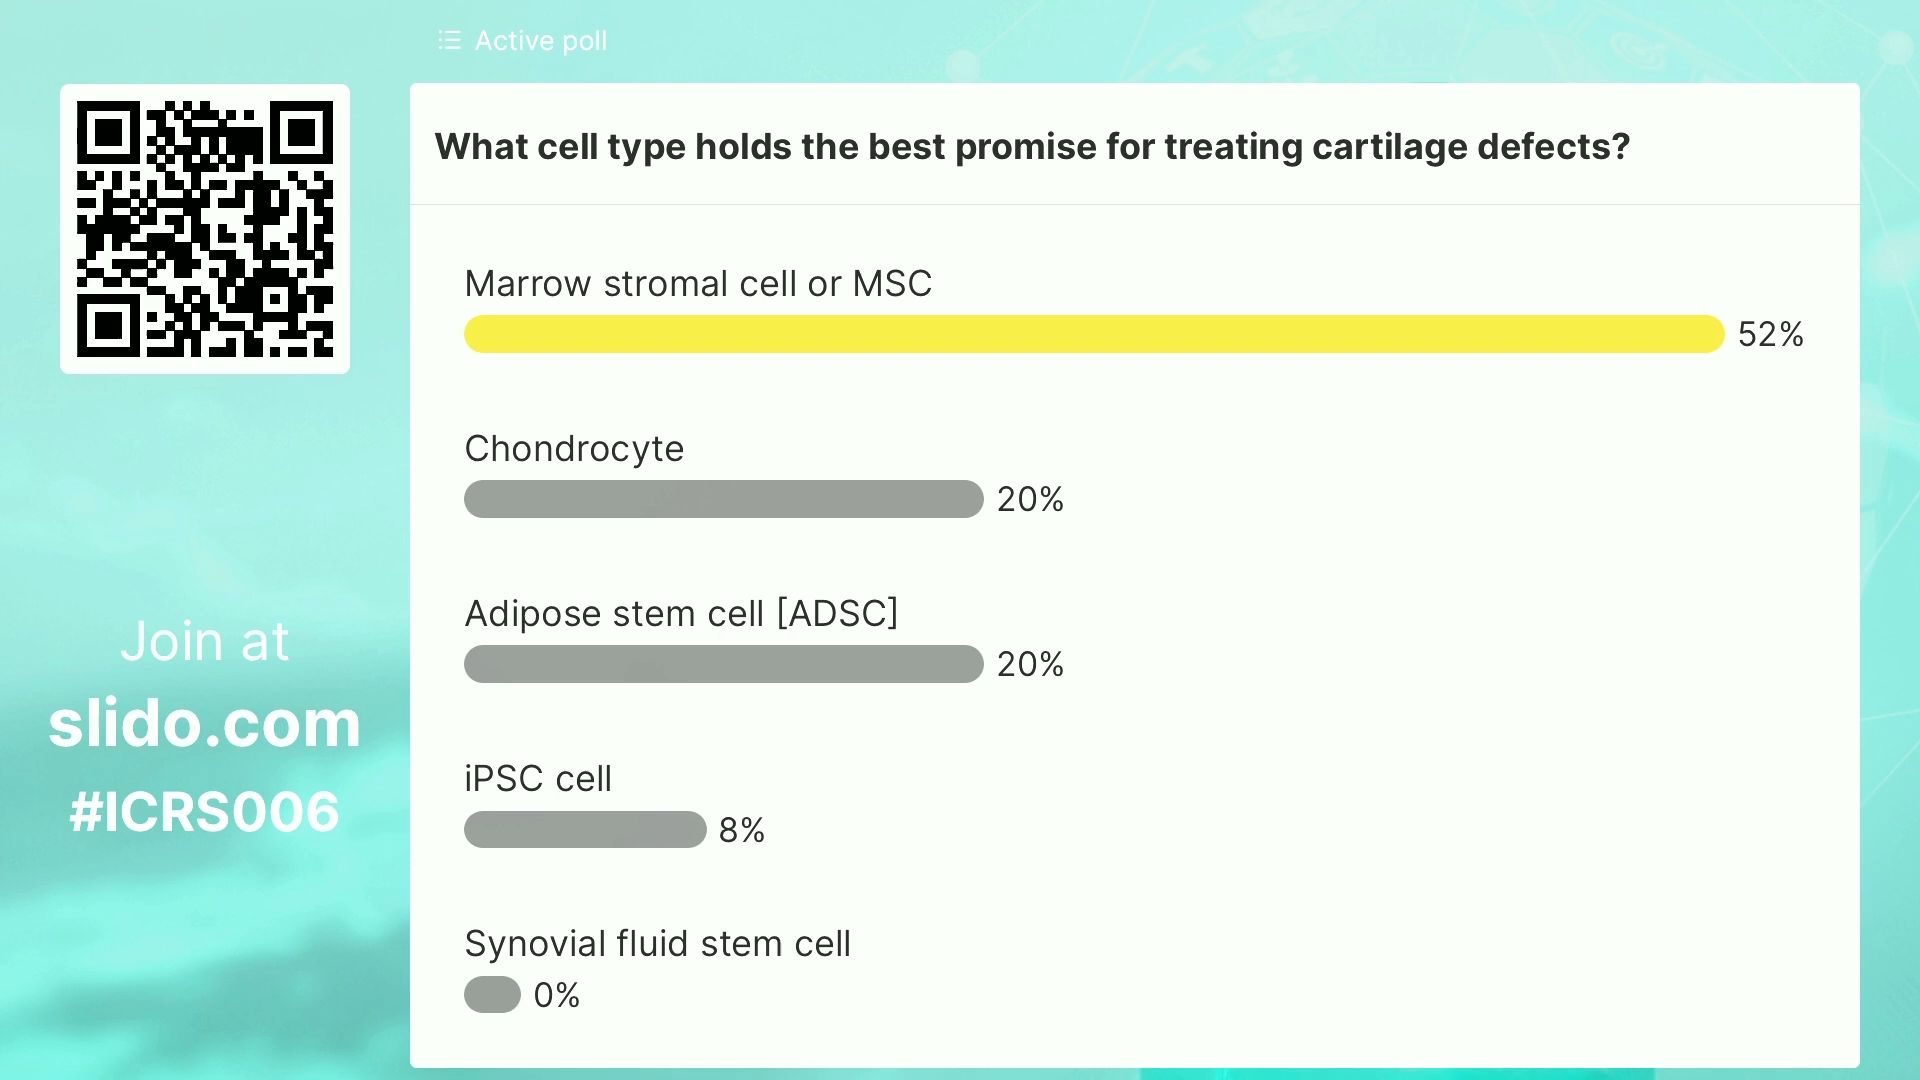 Active poll
What cell type holds the best promise for treating cartilage defects?
Marrow stromal cell or MSC
52%
Chondrocyte
20%
Adipose stem cell [ADSC]
20%
iPSC cell
8%
Synovial fluid stem cell
0%
Join at
slido.com
#ICRS006